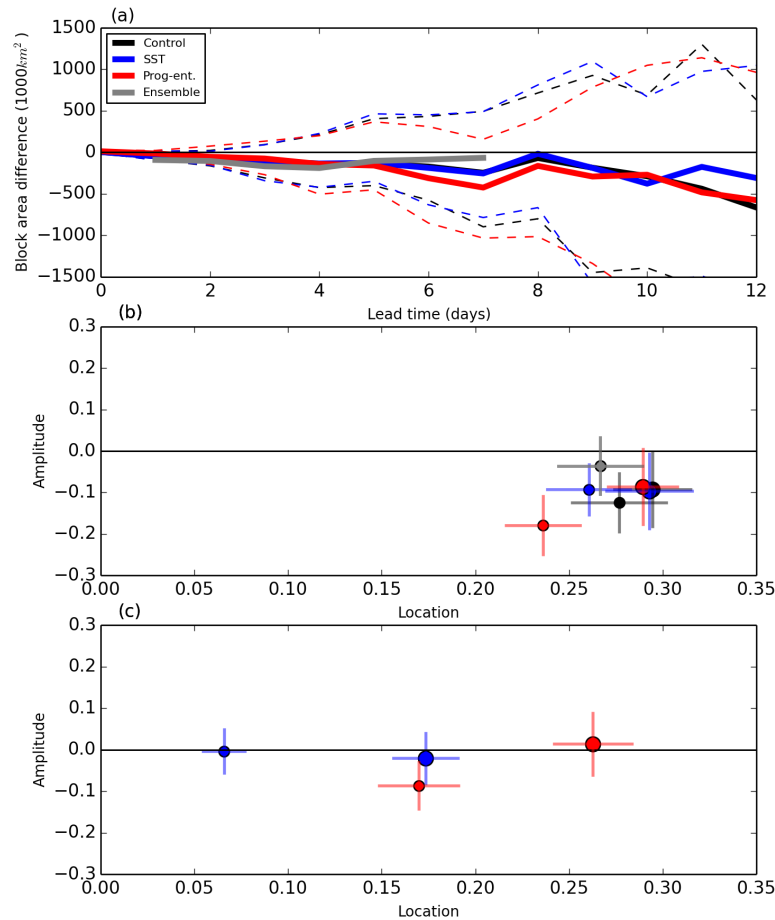 (a)
Block area difference (1000km²)
1500
1000
500
0
−500
−1000
−1500
Control
SST
Prog-ent.
Ensemble
0 2 4 6 8 10 12
Lead time (days)
(b)
Amplitude
0.3
0.2
0.1
0.0
−0.1
−0.2
−0.3
0.00 0.05 0.10 0.15 0.20 0.25 0.30 0.35
Location
(c)
Amplitude
0.3
0.2
0.1
0.0
−0.1
−0.2
−0.3
0.00 0.05 0.10 0.15 0.20 0.25 0.30 0.35
Location